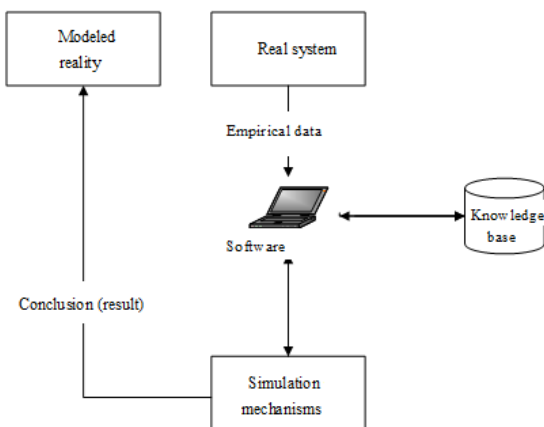 Modeled
reality
Real system
Empirical data
Software
Knowledge
base
Conclusion (result)
Simulation
mechanisms